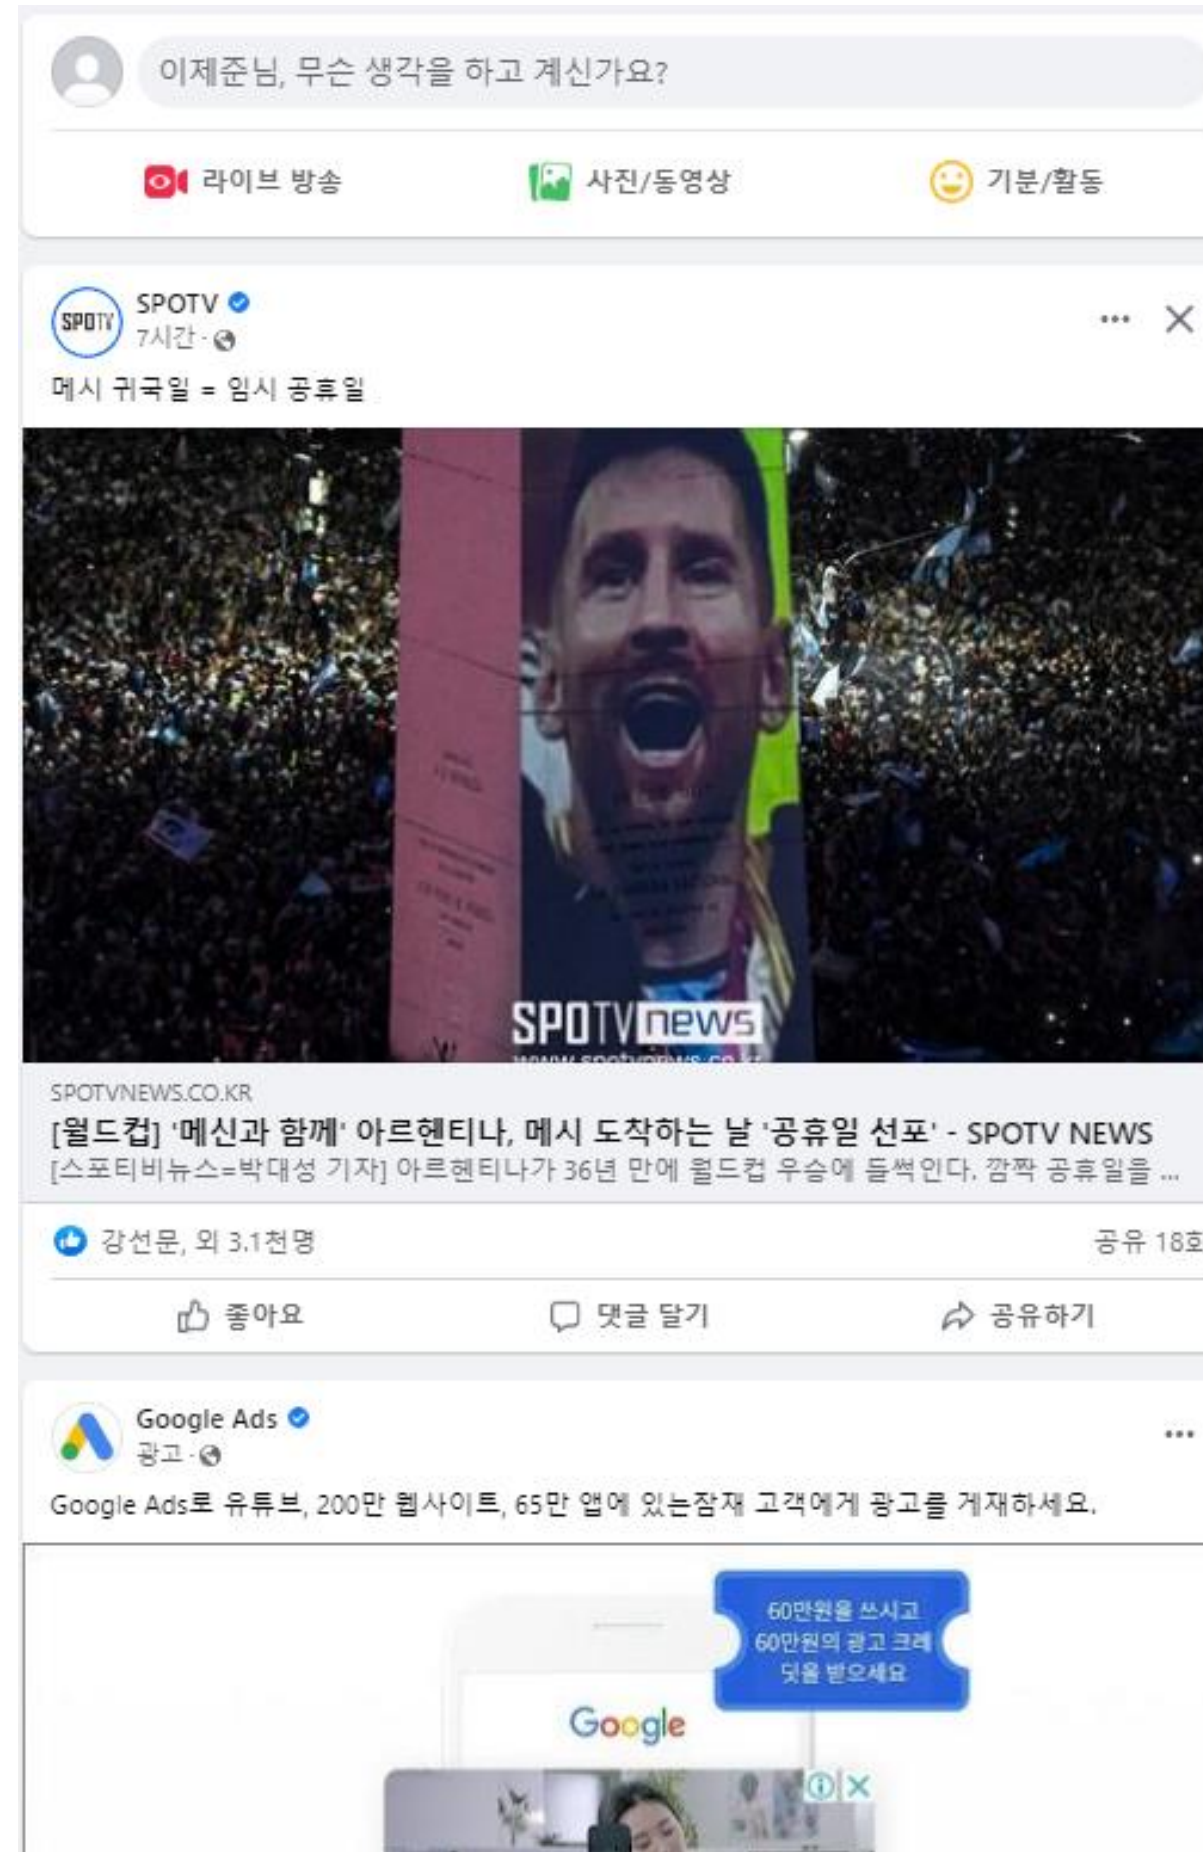 이제준님, 무슨 생각을 하고 계신가요?
라이브 방송
사진/동영상
기분/활동
SPOTV
SPOTV
7시간 ·
메시 귀국일 = 임시 공휴일
SPOTV news
www.spotvnews.co.kr
SPOTVNEWS.CO.KR
[월드컵] '메신과 함께' 아르헨티나, 메시 도착하는 날 '공휴일 선포' - SPOTV NEWS
[스포티비뉴스=박대성 기자] 아르헨티나가 36년 만에 월드컵 우승에 들썩인다. 깜짝 공휴일을 ...
강선문, 외 3.1천명
공유 18회
좋아요
댓글 달기
공유하기
Google Ads
광고 ·
Google Ads로 유튜브, 200만 웹사이트, 65만 앱에 있는잠재 고객에게 광고를 게재하세요.
60만원을 쓰시고
60만원의 광고 크레
딧을 받으세요
Google